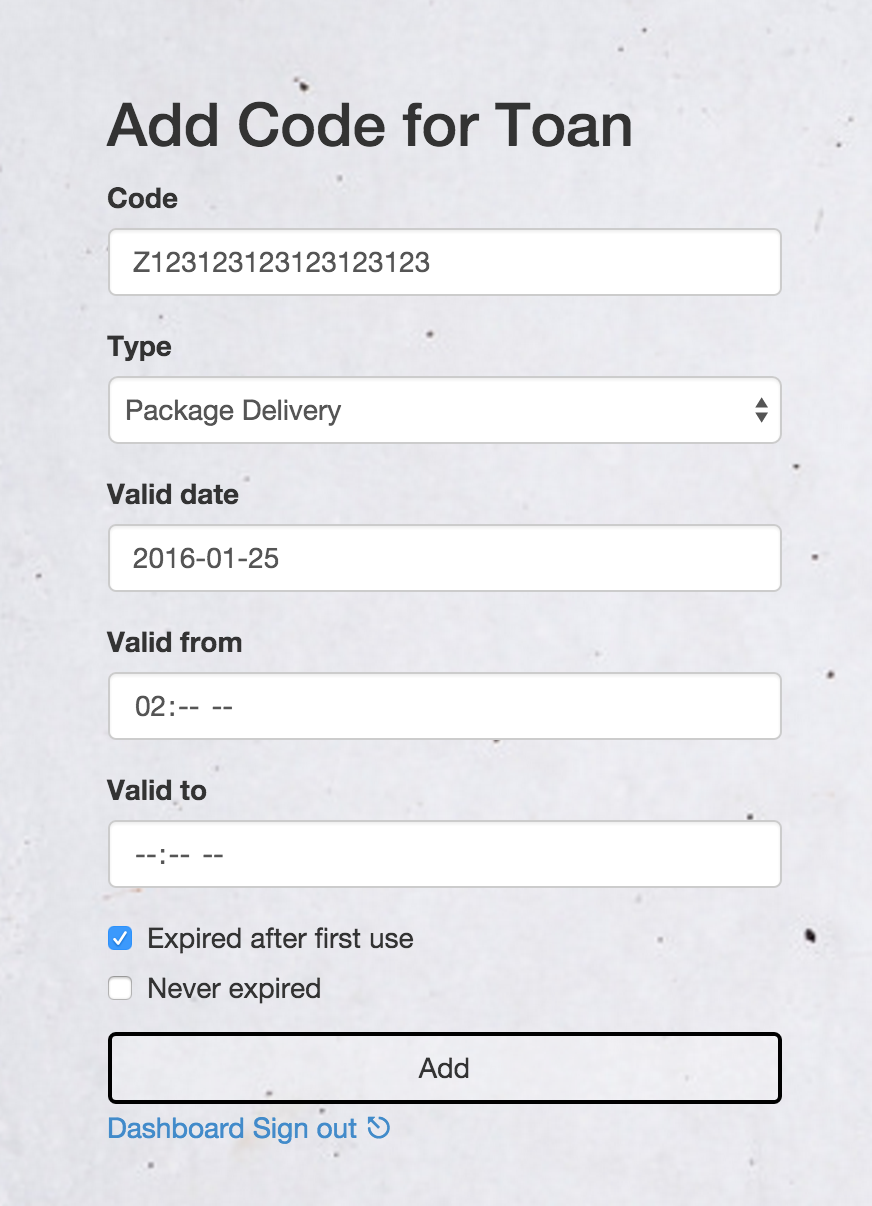 Add Code for Toan
Code
Z123123123123123123
Type
Package Delivery
Valid date
2016-01-25
Valid from
02:-- --
Valid to
--:-- --
Expired after first use
Never expired
Add
Dashboard Sign out